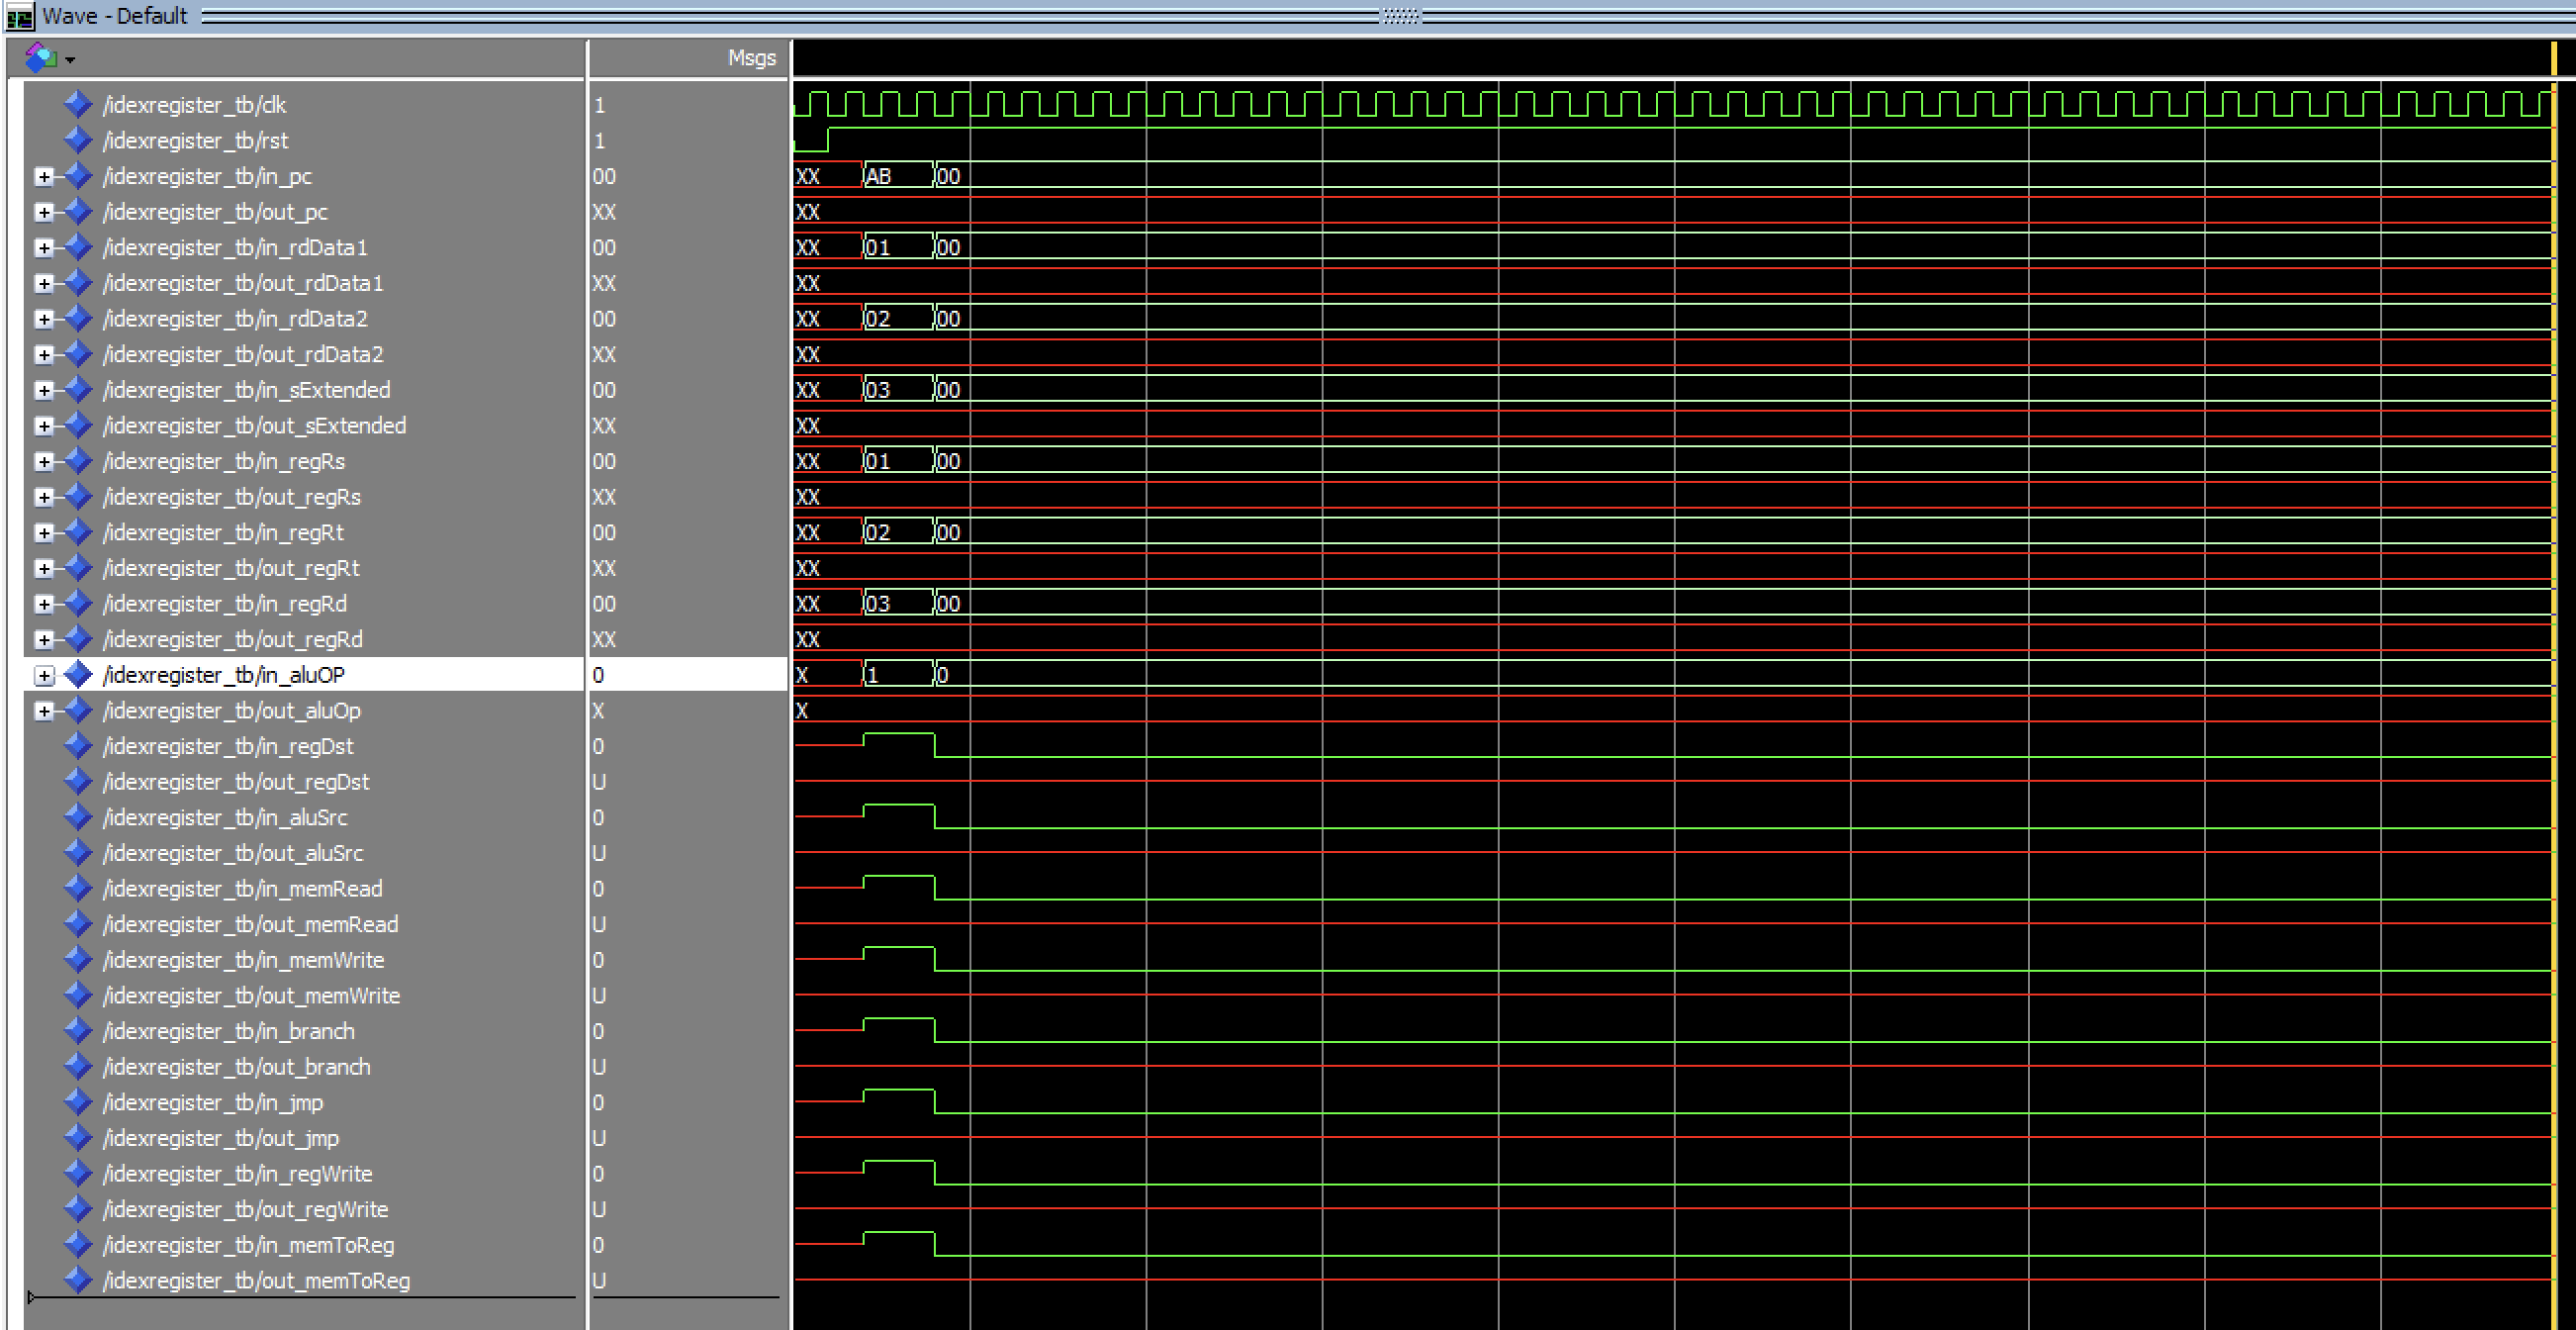 Wave - Default
Msgs
/idexregister_tb/clk 1
/idexregister_tb/rst 1
/idexregister_tb/in_pc 00 XX AB 00
/idexregister_tb/out_pc XX XX
/idexregister_tb/in_rdData1 00 XX 01 00
/idexregister_tb/out_rdData1 XX XX
/idexregister_tb/in_rdData2 00 XX 02 00
/idexregister_tb/out_rdData2 XX XX
/idexregister_tb/in_sExtended 00 XX 03 00
/idexregister_tb/out_sExtended XX XX
/idexregister_tb/in_regRs 00 XX 01 00
/idexregister_tb/out_regRs XX XX
/idexregister_tb/in_regRt 00 XX 02 00
/idexregister_tb/out_regRt XX XX
/idexregister_tb/in_regRd 00 XX 03 00
/idexregister_tb/out_regRd XX XX
/idexregister_tb/in_aluOP 0 X 1 0
/idexregister_tb/out_aluOp X X
/idexregister_tb/in_regDst 0
/idexregister_tb/out_regDst U
/idexregister_tb/in_aluSrc 0
/idexregister_tb/out_aluSrc U
/idexregister_tb/in_memRead 0
/idexregister_tb/out_memRead U
/idexregister_tb/in_memWrite 0
/idexregister_tb/out_memWrite U
/idexregister_tb/in_branch 0
/idexregister_tb/out_branch U
/idexregister_tb/in_jmp 0
/idexregister_tb/out_jmp U
/idexregister_tb/in_regWrite 0
/idexregister_tb/out_regWrite U
/idexregister_tb/in_memToReg 0
/idexregister_tb/out_memToReg U